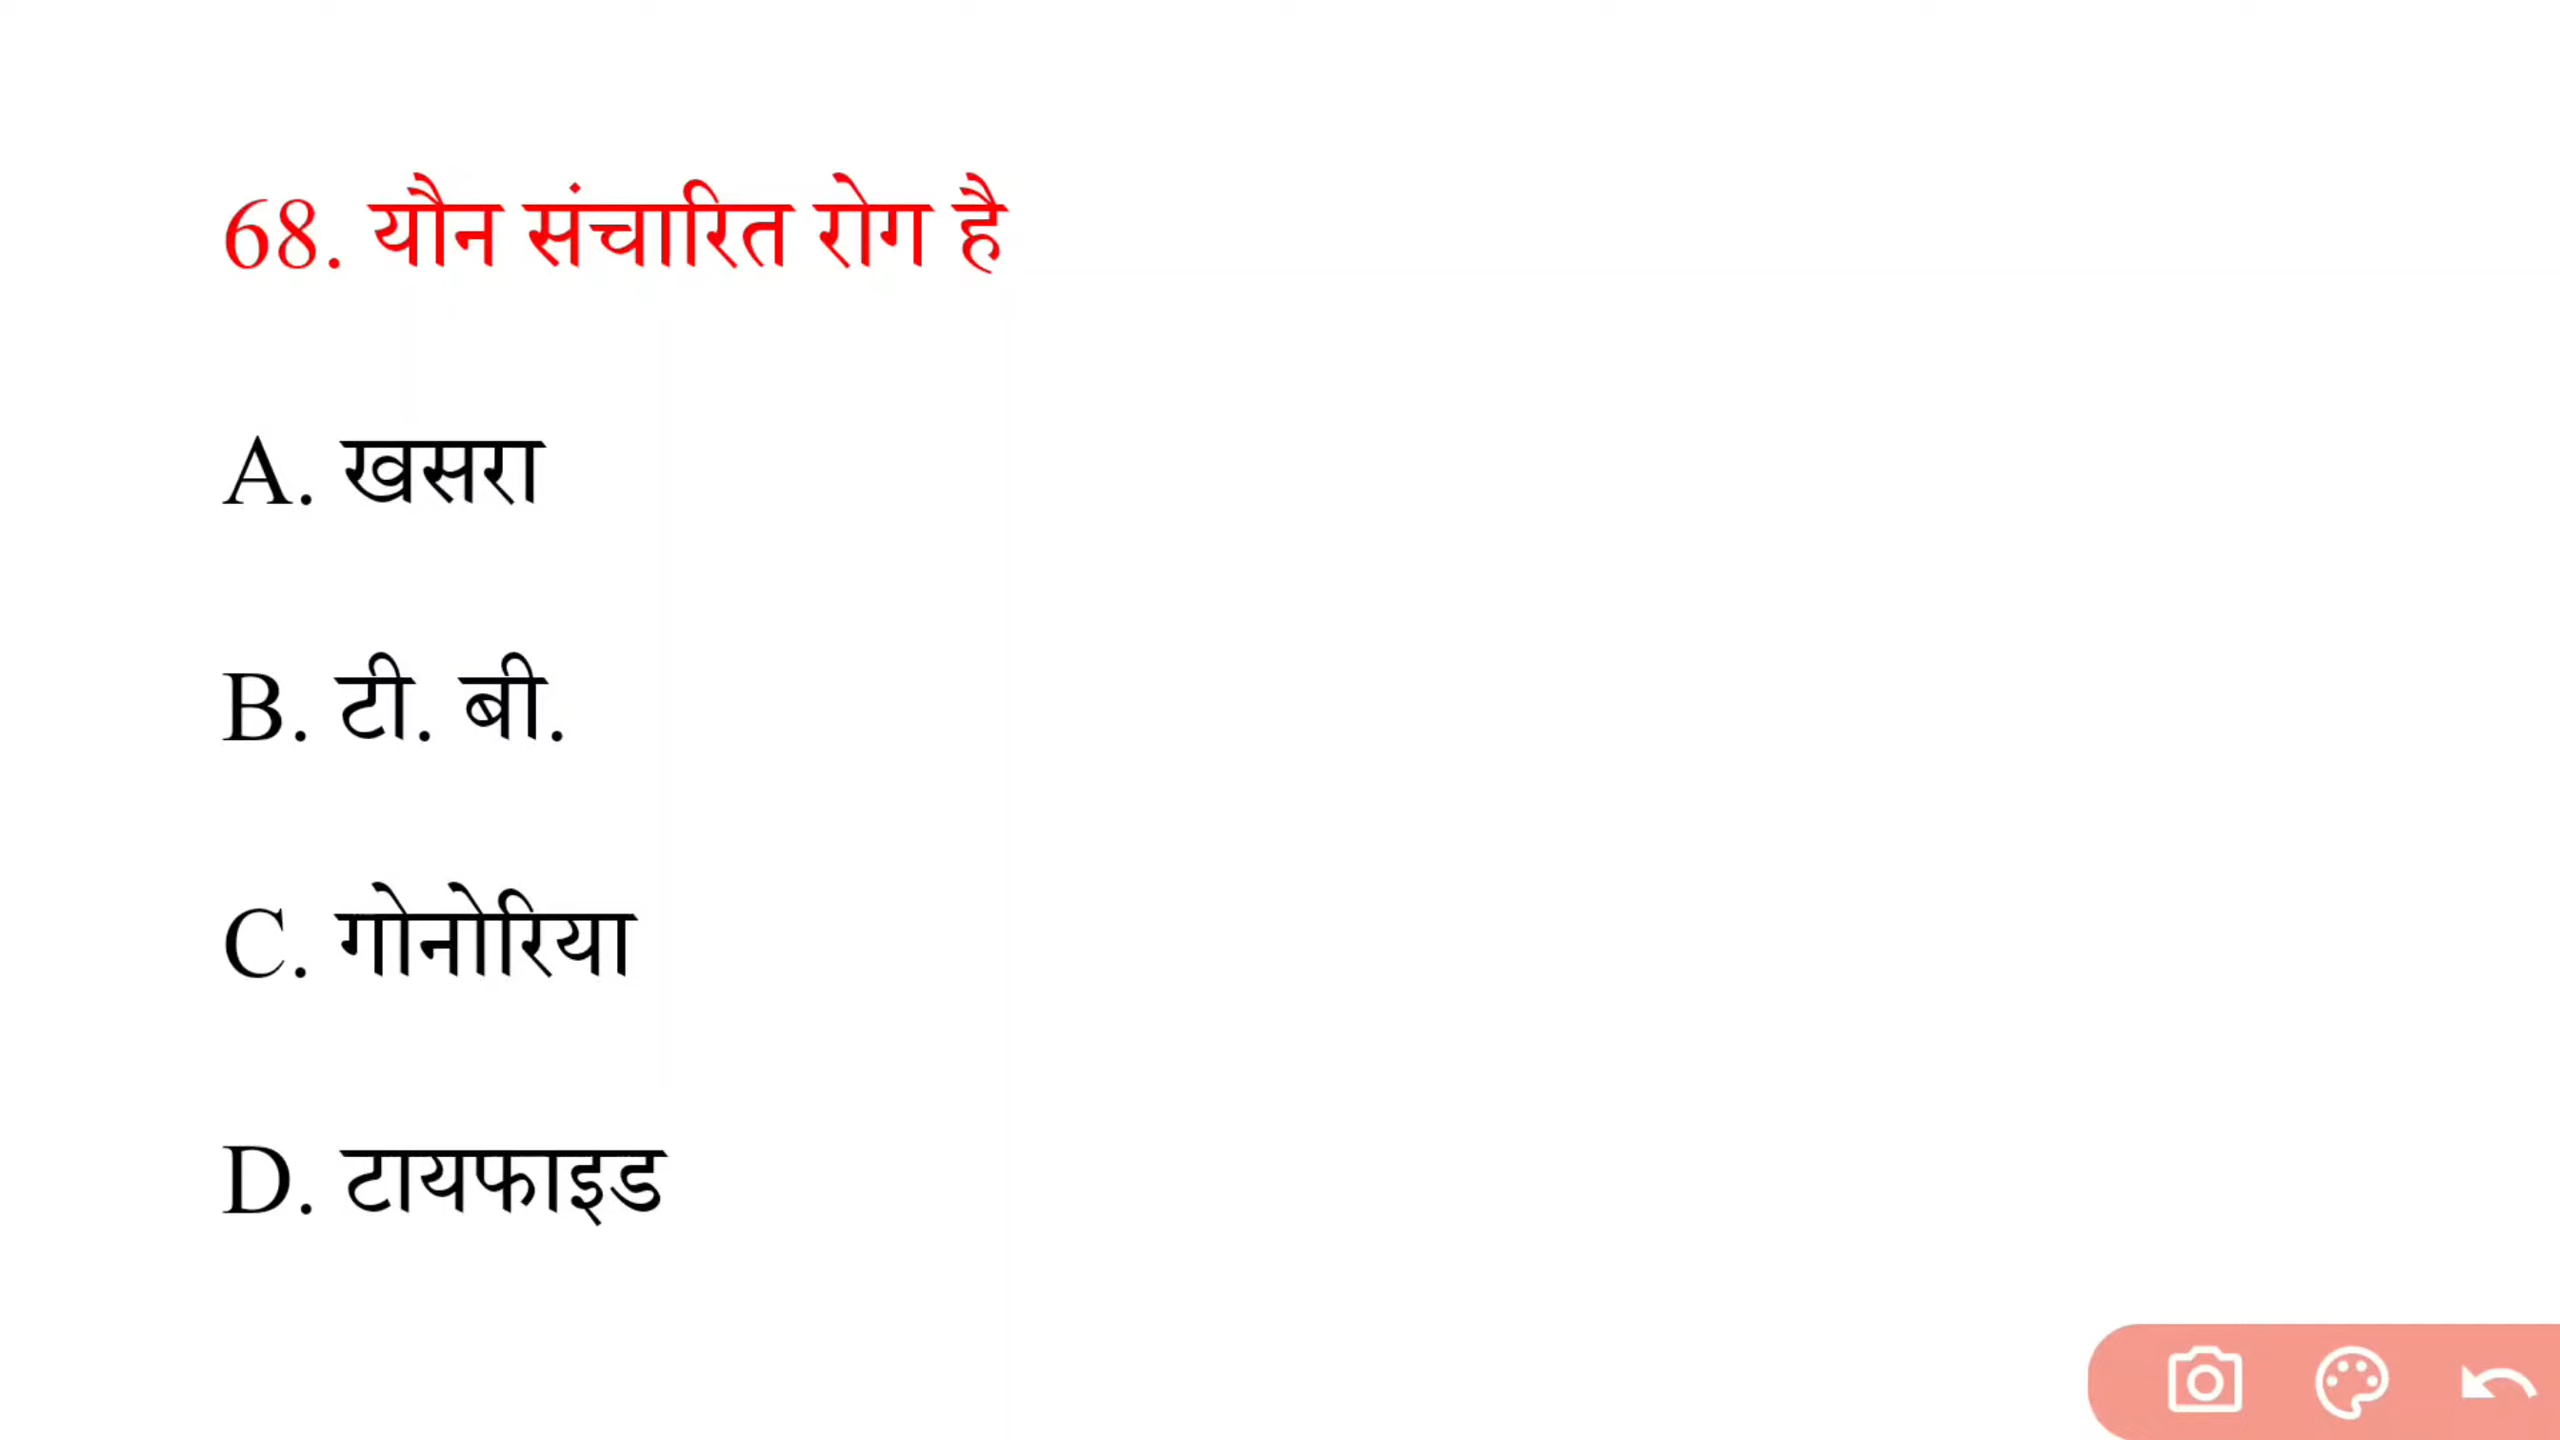 68. यौन संचारित रोग है
A. खसरा
B. टी. बी.
C. गोनोरिया
D. टायफाइड